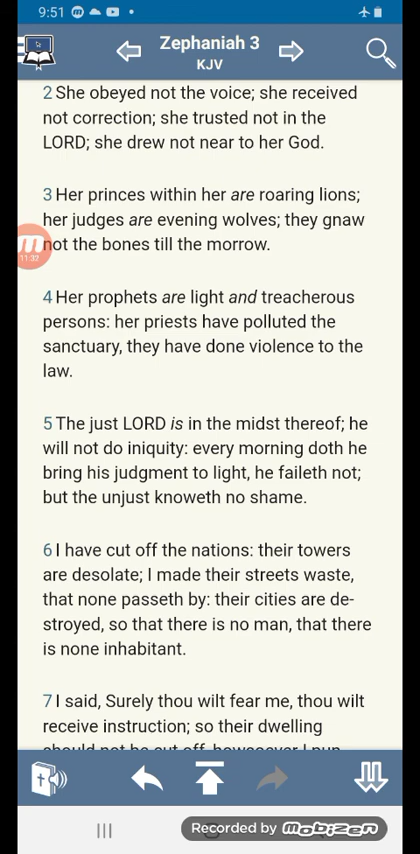 9:51
Zephaniah 3
KJV
2 She obeyed not the voice; she received
not correction; she trusted not in the
LORD; she drew not near to her God.
3 Her princes within her are roaring lions;
her judges are evening wolves; they gnaw
not the bones till the morrow.
m
11:32
4 Her prophets are light and treacherous
persons: her priests have polluted the
sanctuary, they have done violence to the
law.
5 The just LORD is in the midst thereof; he
will not do iniquity: every morning doth he
bring his judgment to light, he faileth not;
but the unjust knoweth no shame.
6 I have cut off the nations: their towers
are desolate; I made their streets waste,
that none passeth by: their cities are de-
stroyed, so that there is no man, that there
is none inhabitant.
7 I said, Surely thou wilt fear me, thou wilt
receive instruction; so their dwelling
should not be cut off, howsoever I pun
Recorded by mobizen